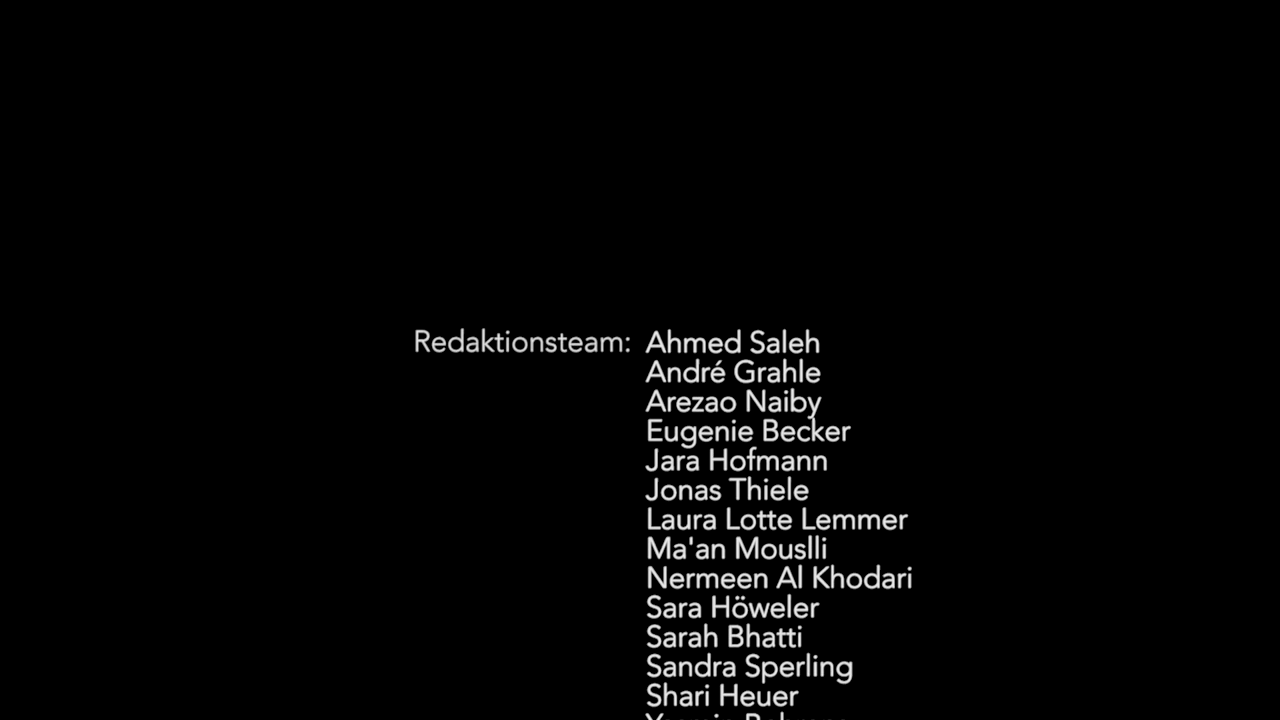 Redaktionsteam: Ahmed Saleh
André Grahle
Arezao Naiby
Eugenie Becker
Jara Hofmann
Jonas Thiele
Laura Lotte Lemmer
Ma'an Mouslli
Nermeen Al Khodari
Sara Höweler
Sarah Bhatti
Sandra Sperling
Shari Heuer